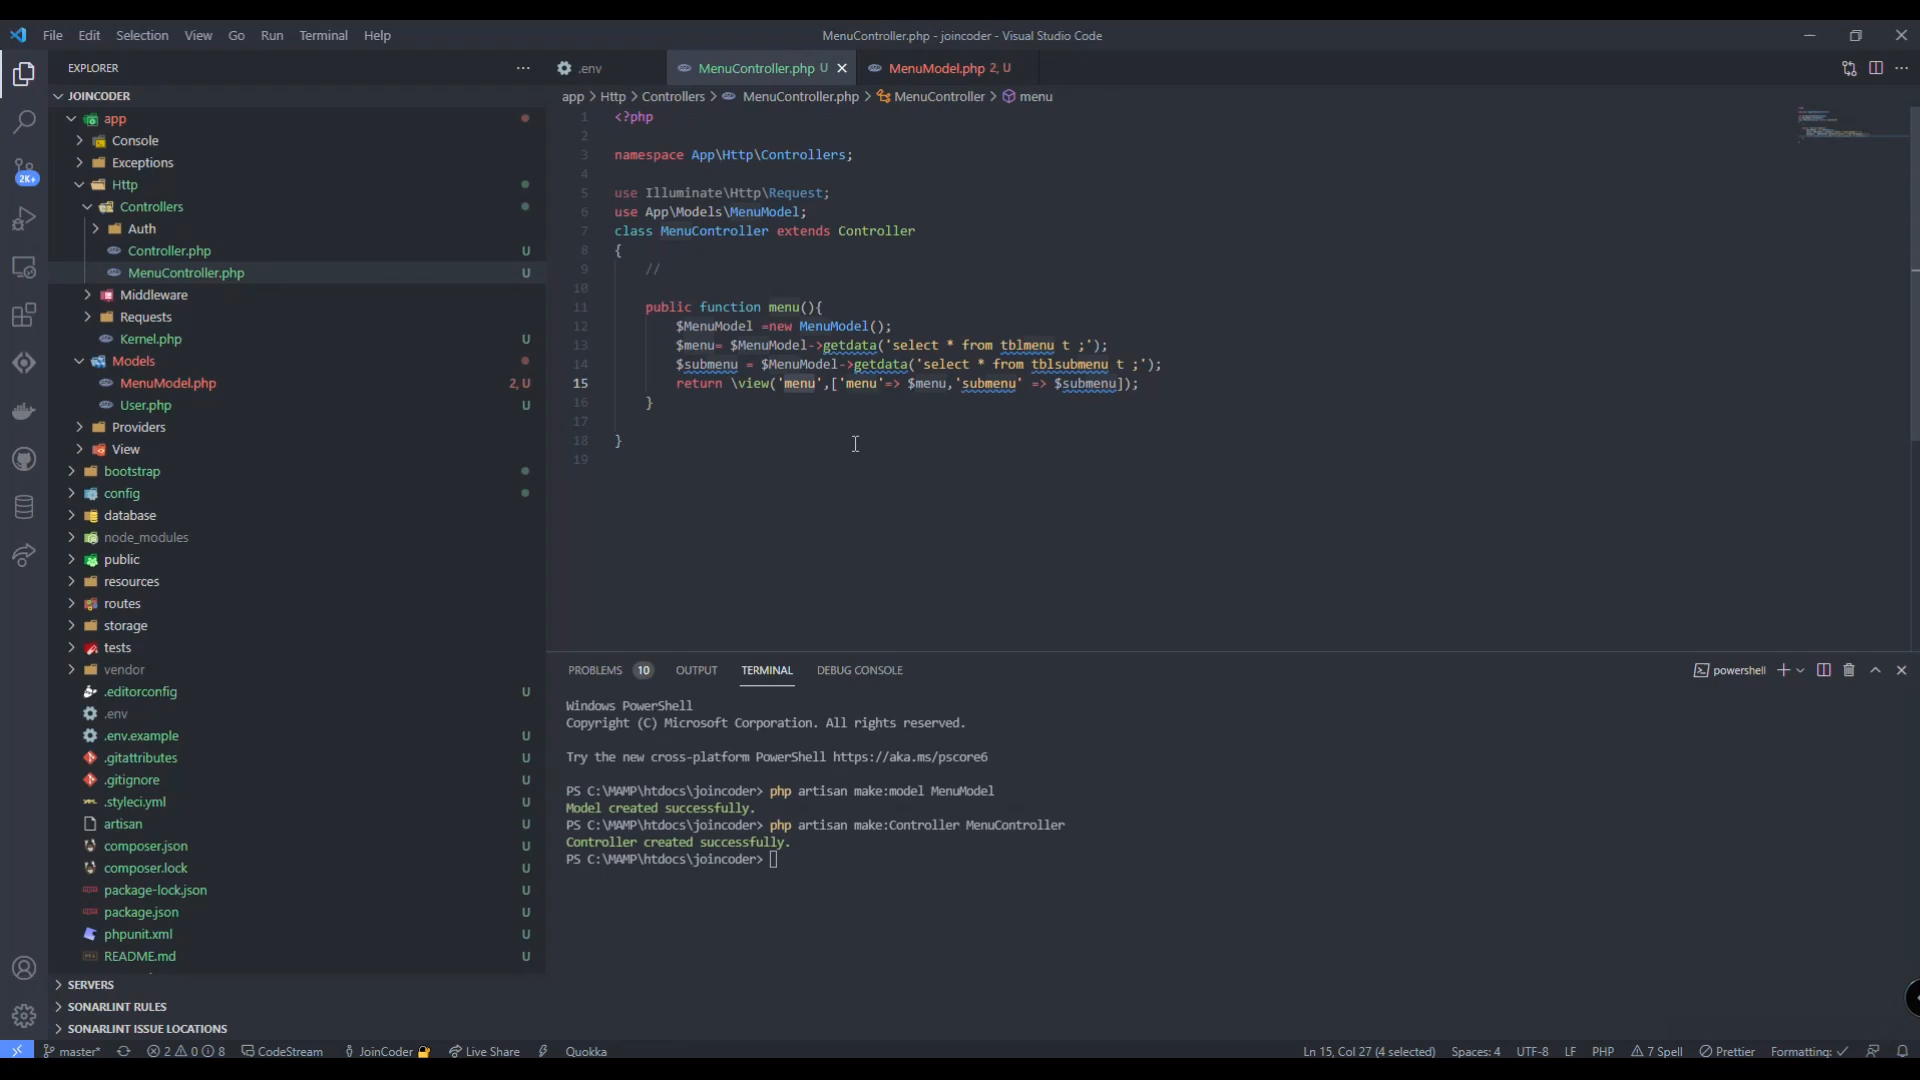 File Edit Selection View Go Run Terminal Help
MenuController.php - joincoder - Visual Studio Code
EXPLORER
JOINCODER
app
Console
Exceptions
Http
Controllers
Auth
Controller.php U
MenuController.php U
Middleware
Requests
Kernel.php U
Models
MenuModel.php 2, U
User.php U
Providers
View
bootstrap
config
database
node_modules
public
resources
routes
storage
tests
vendor
.editorconfig U
.env
.env.example U
.gitattributes U
.gitignore U
.styleci.yml U
artisan U
composer.json U
composer.lock U
package-lock.json U
package.json U
phpunit.xml U
README.md U
SERVERS
SONARLINT RULES
SONARLINT ISSUE LOCATIONS
2K+
.env MenuController.php U MenuModel.php 2, U
app > Http > Controllers > MenuController.php > MenuController > menu
1 <?php
2
3 namespace App\Http\Controllers;
4
5 use Illuminate\Http\Request;
6 use App\Models\MenuModel;
7 class MenuController extends Controller
8 {
9 //
10
11 public function menu(){
12 $MenuModel =new MenuModel();
13 $menu= $MenuModel->getdata('select * from tblmenu t ;');
14 $submenu = $MenuModel->getdata('select * from tblsubmenu t ;');
15 return \view('menu',['menu'=> $menu,'submenu' => $submenu]);
16 }
17
18 }
19
PROBLEMS 10 OUTPUT TERMINAL DEBUG CONSOLE
powershell
Windows PowerShell
Copyright (C) Microsoft Corporation. All rights reserved.
Try the new cross-platform PowerShell https://aka.ms/pscore6
PS C:\MAMP\htdocs\joincoder> php artisan make:model MenuModel
Model created successfully.
PS C:\MAMP\htdocs\joincoder> php artisan make:Controller MenuController
Controller created successfully.
PS C:\MAMP\htdocs\joincoder>
master* 2 0 8 CodeStream JoinCoder Live Share Quokka
Ln 15, Col 27 (4 selected) Spaces: 4 UTF-8 LF PHP 7 Spell Prettier Formatting: ✓